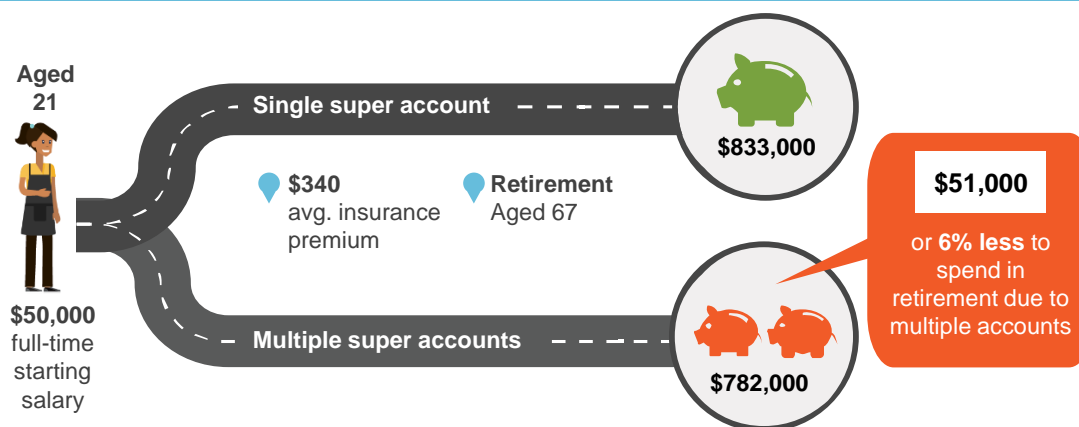 Aged
21
$50,000
full-time
starting
salary
Single super account
$833,000
$340
avg. insurance
premium
Retirement
Aged 67
Multiple super accounts
$782,000
$51,000
or 6% less to
spend in
retirement due to
multiple accounts